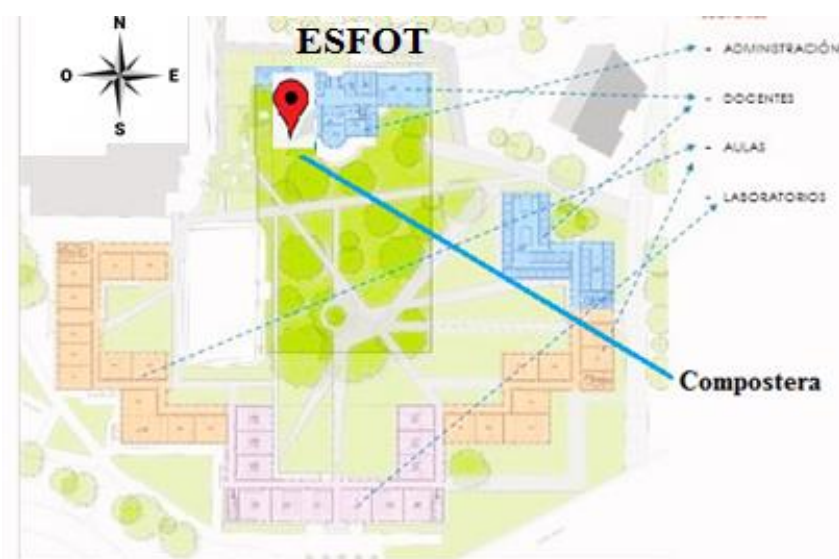 N
ESFOT
O
E
S
ADMINISTRACIÓN
DOCENTES
AULAS
LABORATORIOS
Compostera